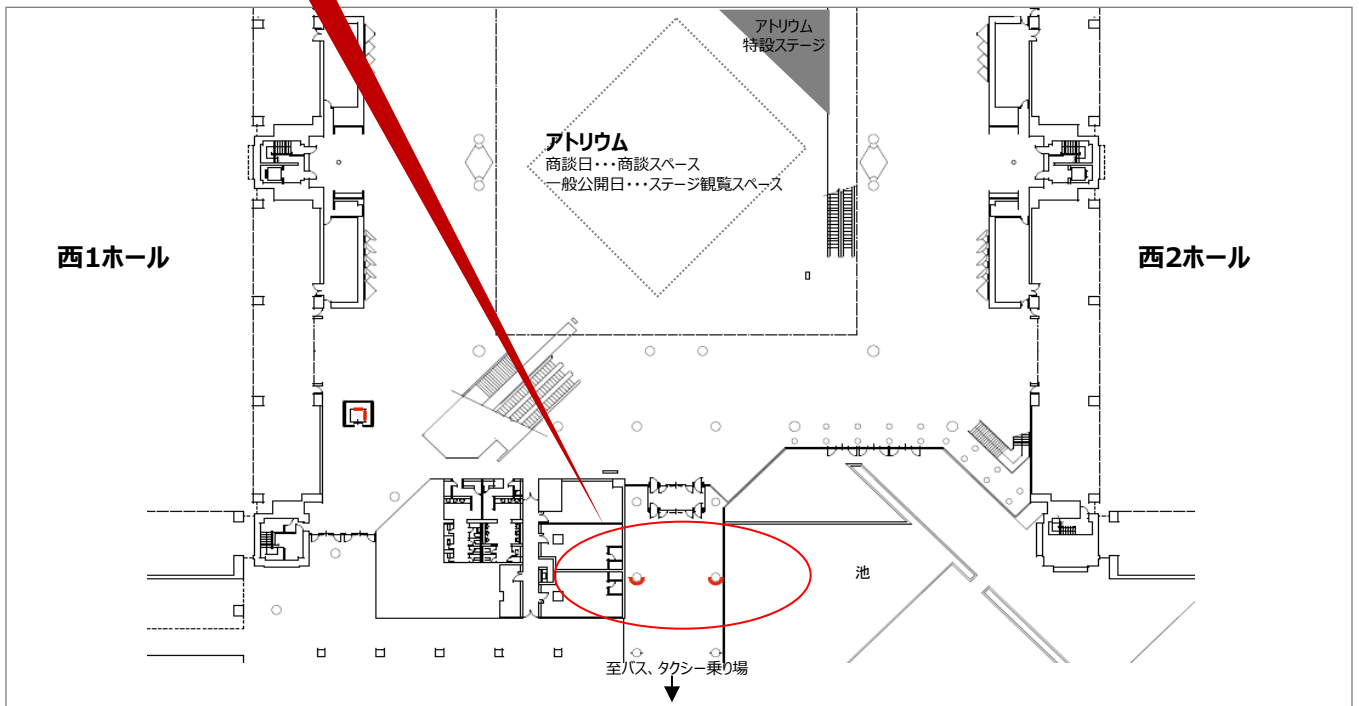 アトリウム
特設ステージ
アトリウム
商談日・・・商談スペース
一般公開日・・・ステージ観覧スペース
西1ホール
西2ホール
池
至バス、タクシー乗り場